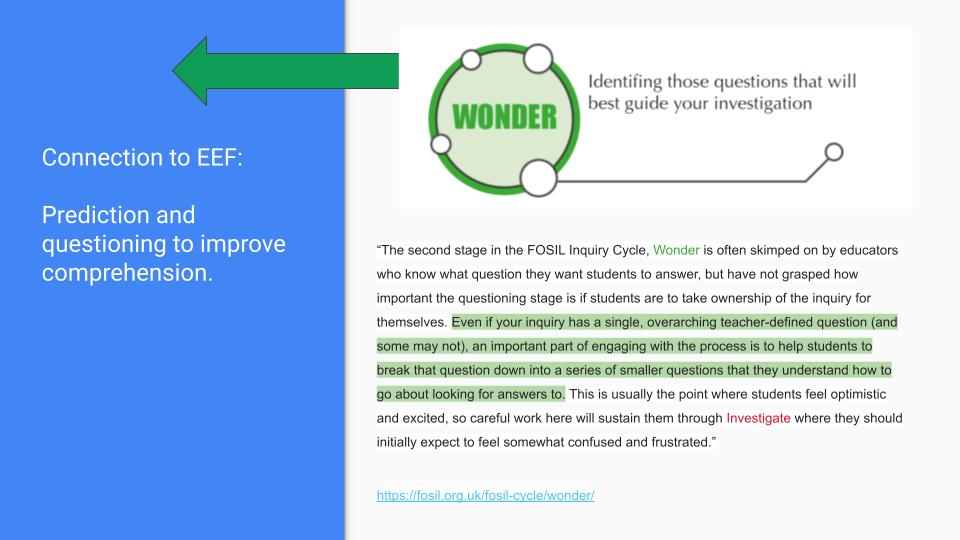 Connection to EEF:
Prediction and
questioning to improve
comprehension.
WONDER
Identifing those questions that will
best guide your investigation
“The second stage in the FOSIL Inquiry Cycle, Wonder is often skimped on by educators
who know what question they want students to answer, but have not grasped how
important the questioning stage is if students are to take ownership of the inquiry for
themselves. Even if your inquiry has a single, overarching teacher-defined question (and
some may not), an important part of engaging with the process is to help students to
break that question down into a series of smaller questions that they understand how to
go about looking for answers to. This is usually the point where students feel optimistic
and excited, so careful work here will sustain them through Investigate where they should
initially expect to feel somewhat confused and frustrated.”
https://fosil.org.uk/fosil-cycle/wonder/